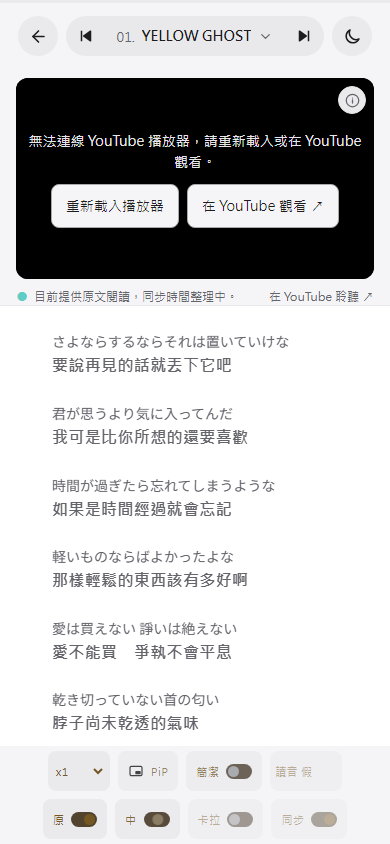 01. YELLOW GHOST
無法連線 YouTube 播放器，請重新載入或在 YouTube
觀看。
重新載入播放器
在 YouTube 觀看 ↗
目前提供原文閱讀，同步時間整理中。
在 YouTube 聆聽 ↗
さよならするならそれは置いていけな
要說再見的話就丟下它吧
君が思うより気に入ってんだ
我可是比你所想的還要喜歡
時間が過ぎたら忘れてしまうような
如果是時間經過就會忘記
軽いものならばよかったよな
那樣輕鬆的東西該有多好啊
愛は買えない 諍いは絶えない
愛不能買　爭執不會平息
乾き切っていない首の匂い
脖子尚未乾透的氣味
x1
PiP
簡潔
讀音 假
原
中
卡拉
同步